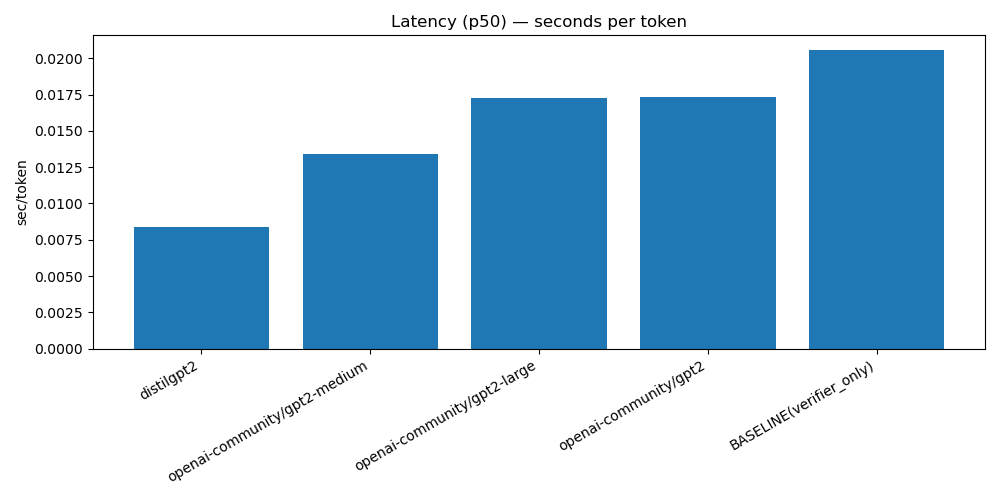 Latency (p50) — seconds per token
sec/token
0.0200
0.0175
0.0150
0.0125
0.0100
0.0075
0.0050
0.0025
0.0000
distilgpt2
openai-community/gpt2-medium
openai-community/gpt2-large
openai-community/gpt2
BASELINE(verifier_only)